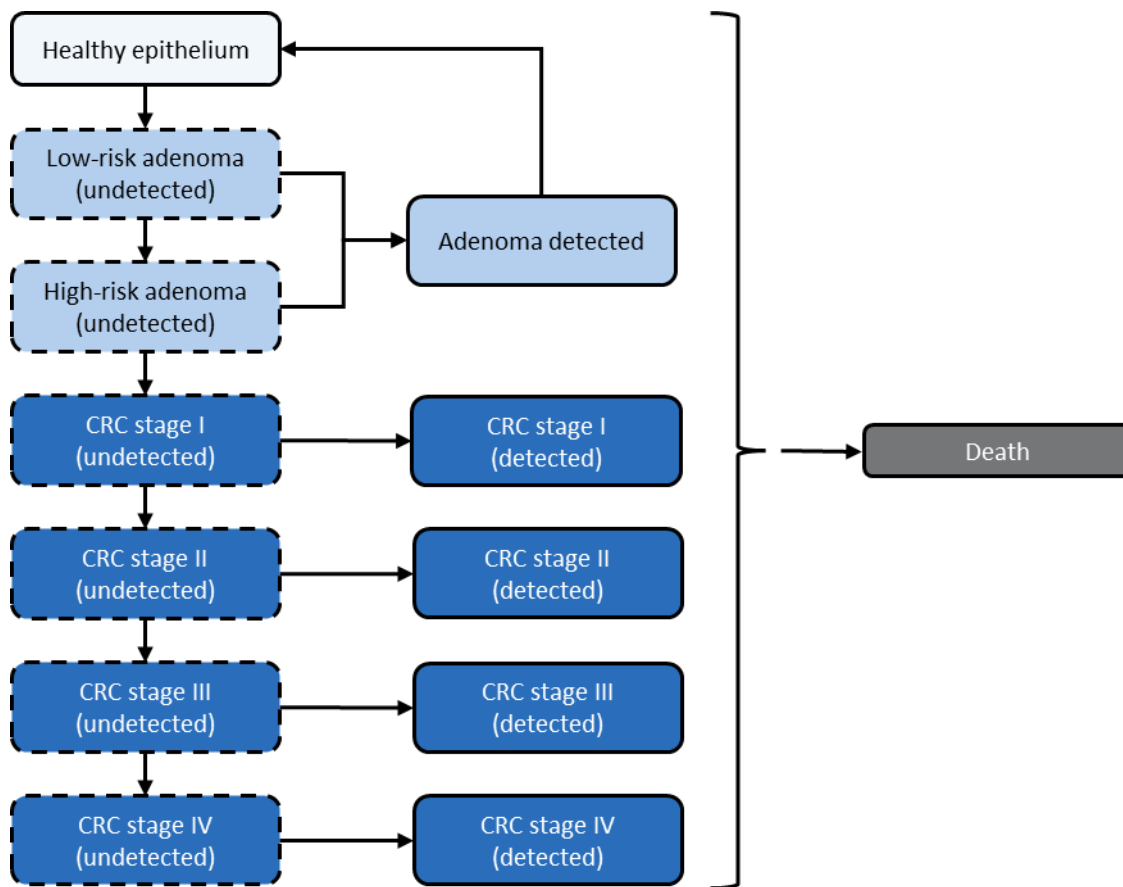 Healthy epithelium
Low-risk adenoma
(undetected)
Adenoma detected
High-risk adenoma
(undetected)
CRC stage I
(undetected)
CRC stage I
(detected)
Death
CRC stage II
(undetected)
CRC stage II
(detected)
CRC stage III
(undetected)
CRC stage III
(detected)
CRC stage IV
(undetected)
CRC stage IV
(detected)